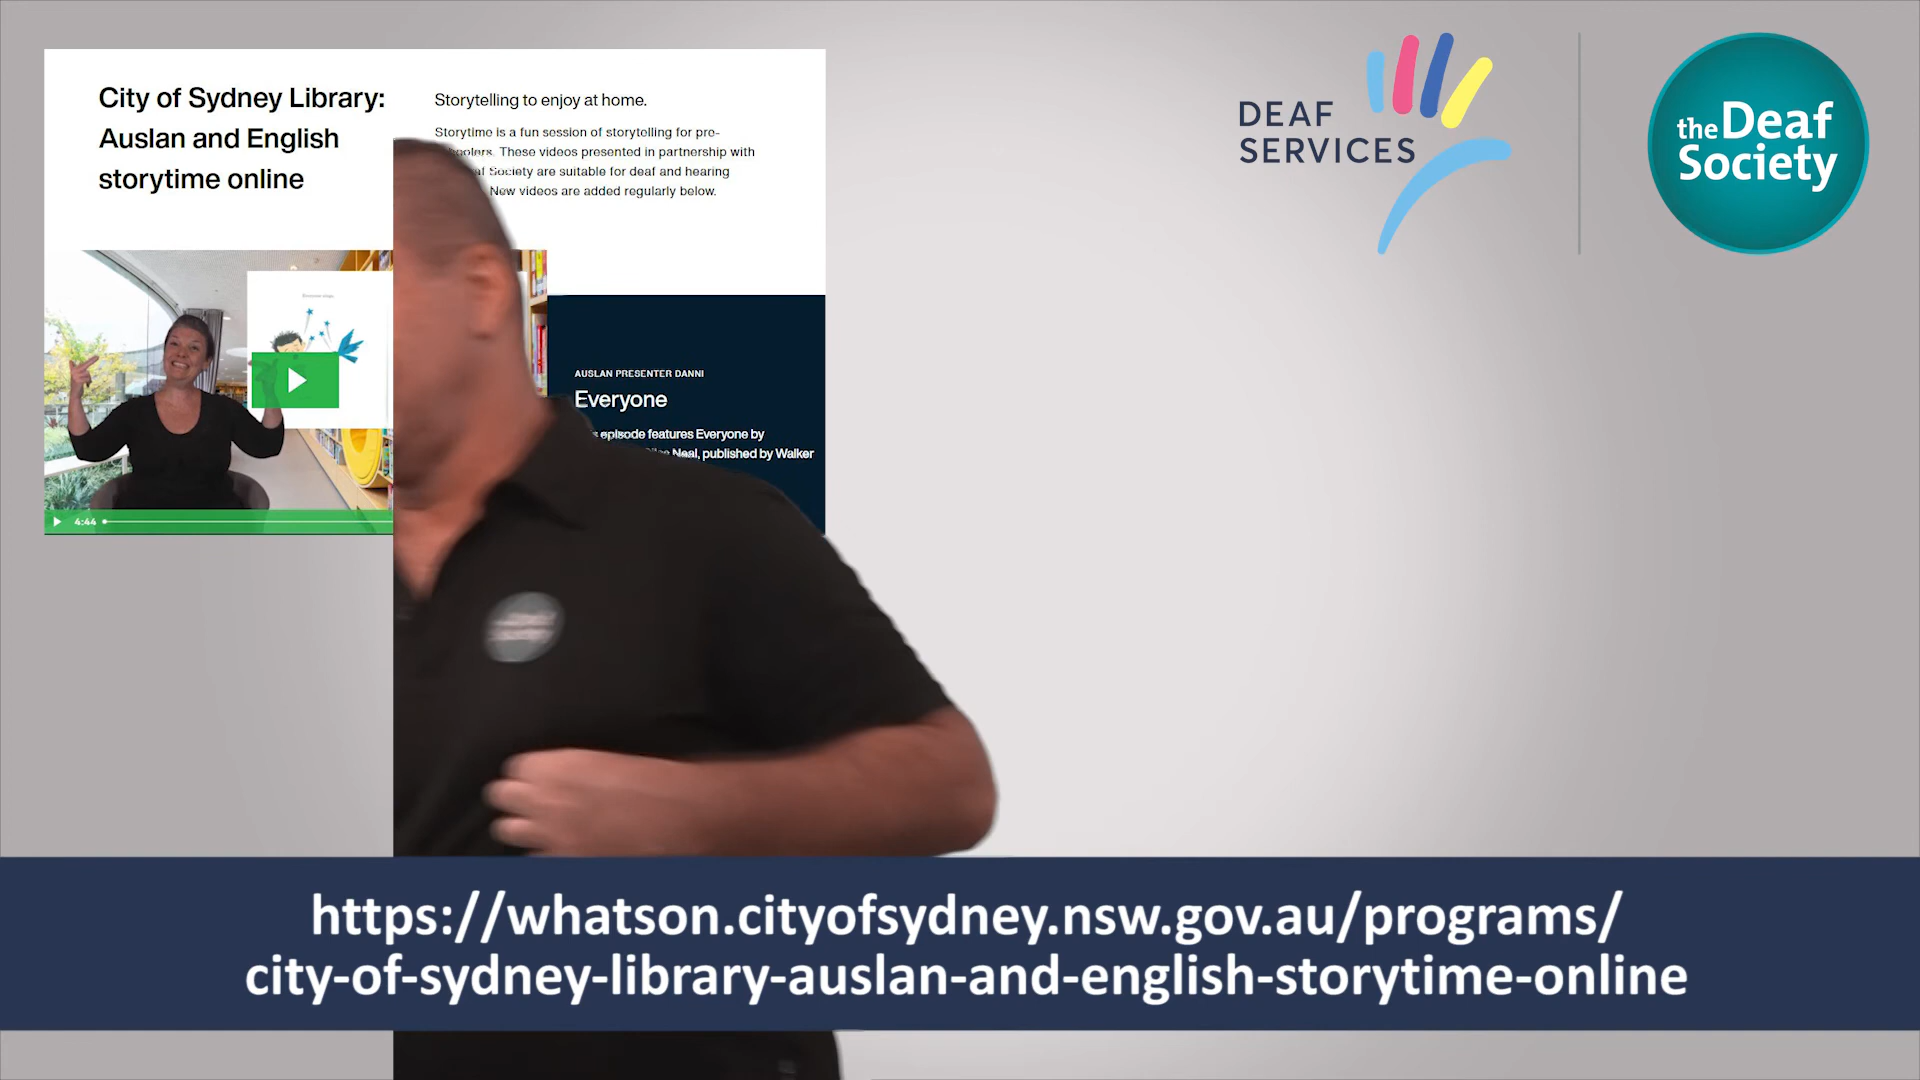 City of Sydney Library:
Auslan and English
storytime online
Storytelling to enjoy at home.
Storytime is a fun session of storytelling for pre-
These videos presented in partnership with
Society are suitable for deaf and hearing
New videos are added regularly below.
Everyone sings.
4:44
AUSLAN PRESENTER DANNI
Everyone
episode features Everyone by
Neal, published by Walker
DEAF
SERVICES
the Deaf
Society
https://whatson.cityofsydney.nsw.gov.au/programs/
city-of-sydney-library-auslan-and-english-storytime-online